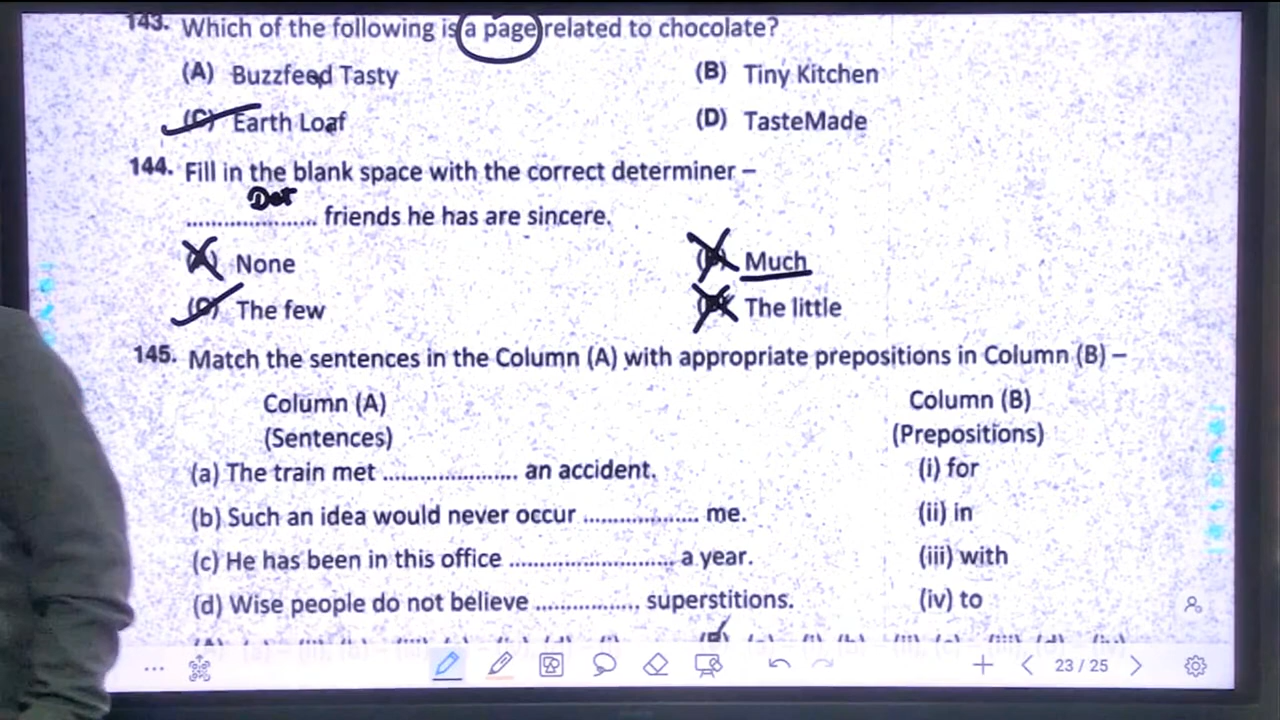 143. Which of the following is a page related to chocolate?
(A) Buzzfeed Tasty (B) Tiny Kitchen
(C) Earth Loaf (D) TasteMade
144. Fill in the blank space with the correct determiner –
Det
..................... friends he has are sincere.
None Much
(C) The few The little
145. Match the sentences in the Column (A) with appropriate prepositions in Column (B) –
Column (A) Column (B)
(Sentences) (Prepositions)
(a) The train met ..................... an accident. (i) for
(b) Such an idea would never occur .................. me. (ii) in
(c) He has been in this office .......................... a year. (iii) with
(d) Wise people do not believe ................ superstitions. (iv) to
23 / 25